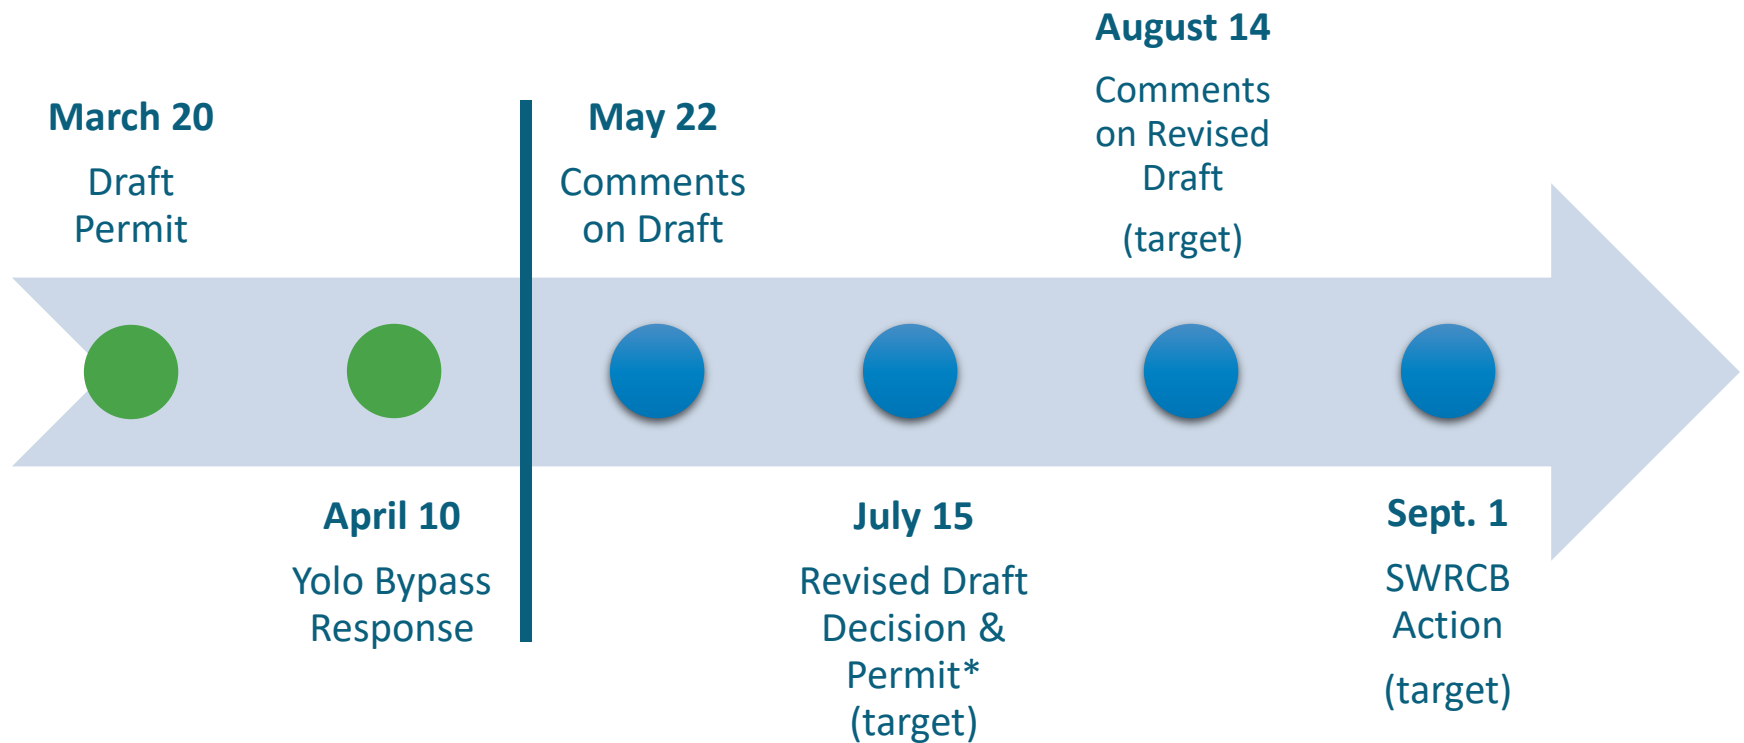 March 20
Draft
Permit
April 10
Yolo Bypass
Response
May 22
Comments
on Draft
July 15
Revised Draft
Decision &
Permit*
(target)
August 14
Comments
on Revised
Draft
(target)
Sept. 1
SWRCB
Action
(target)